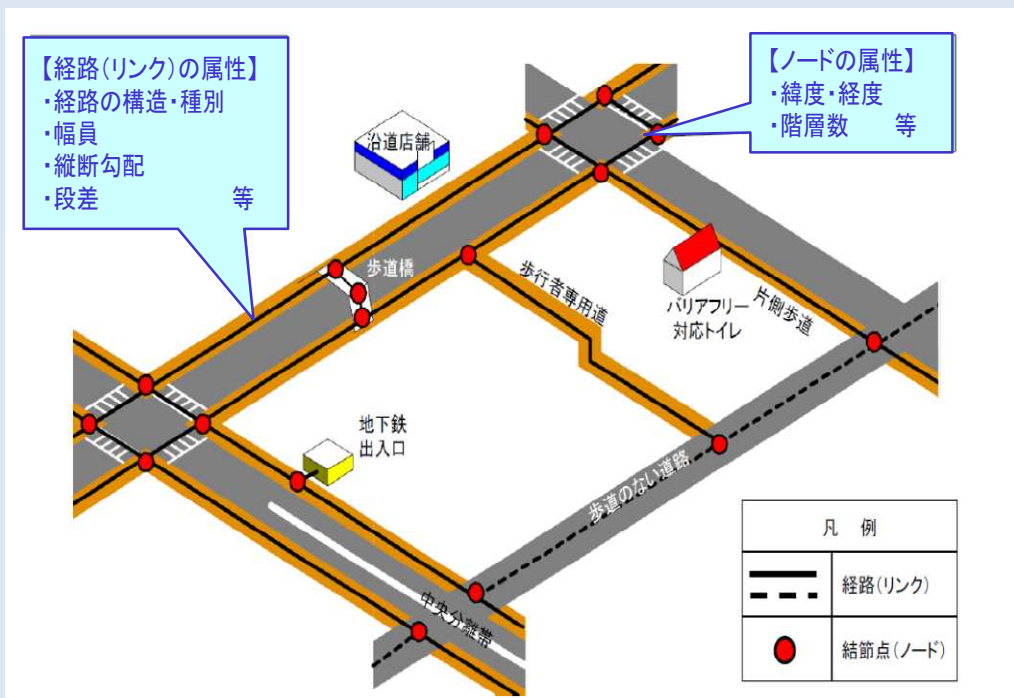 【経路(リンク)の属性】
・経路の構造・種別
・幅員
・縦断勾配
・段差　　　　　等
【ノードの属性】
・緯度・経度
・階層数　　等
沿道店舗
歩道橋
歩行者専用道
バリアフリー
対応トイレ
片側歩道
地下鉄
出入口
歩道のない道路
中央分離帯
凡　例
経路(リンク)
結節点(ノード)